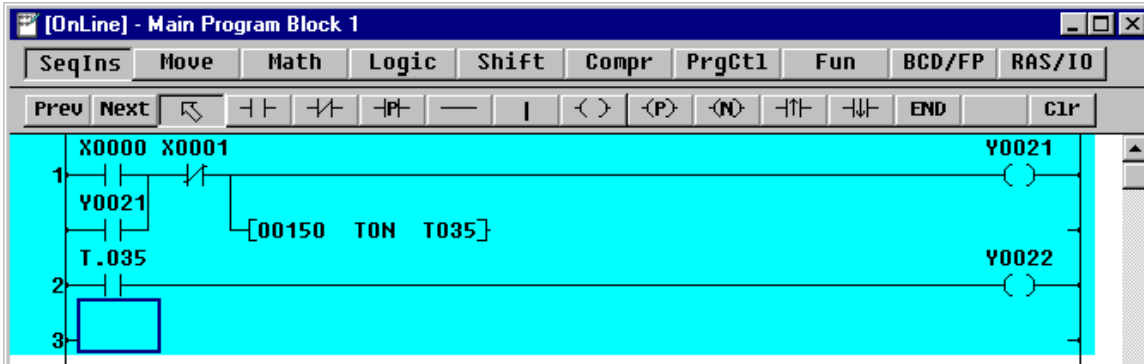 [OnLine] - Main Program Block 1
SeqIns Move Math Logic Shift Compr PrgCtl Fun BCD/FP RAS/IO
Prev Next P ( ) (P) (N) END Clr
X0000 X0001 Y0021
1
Y0021
[00150 TON T035]
T.035 Y0022
2
3